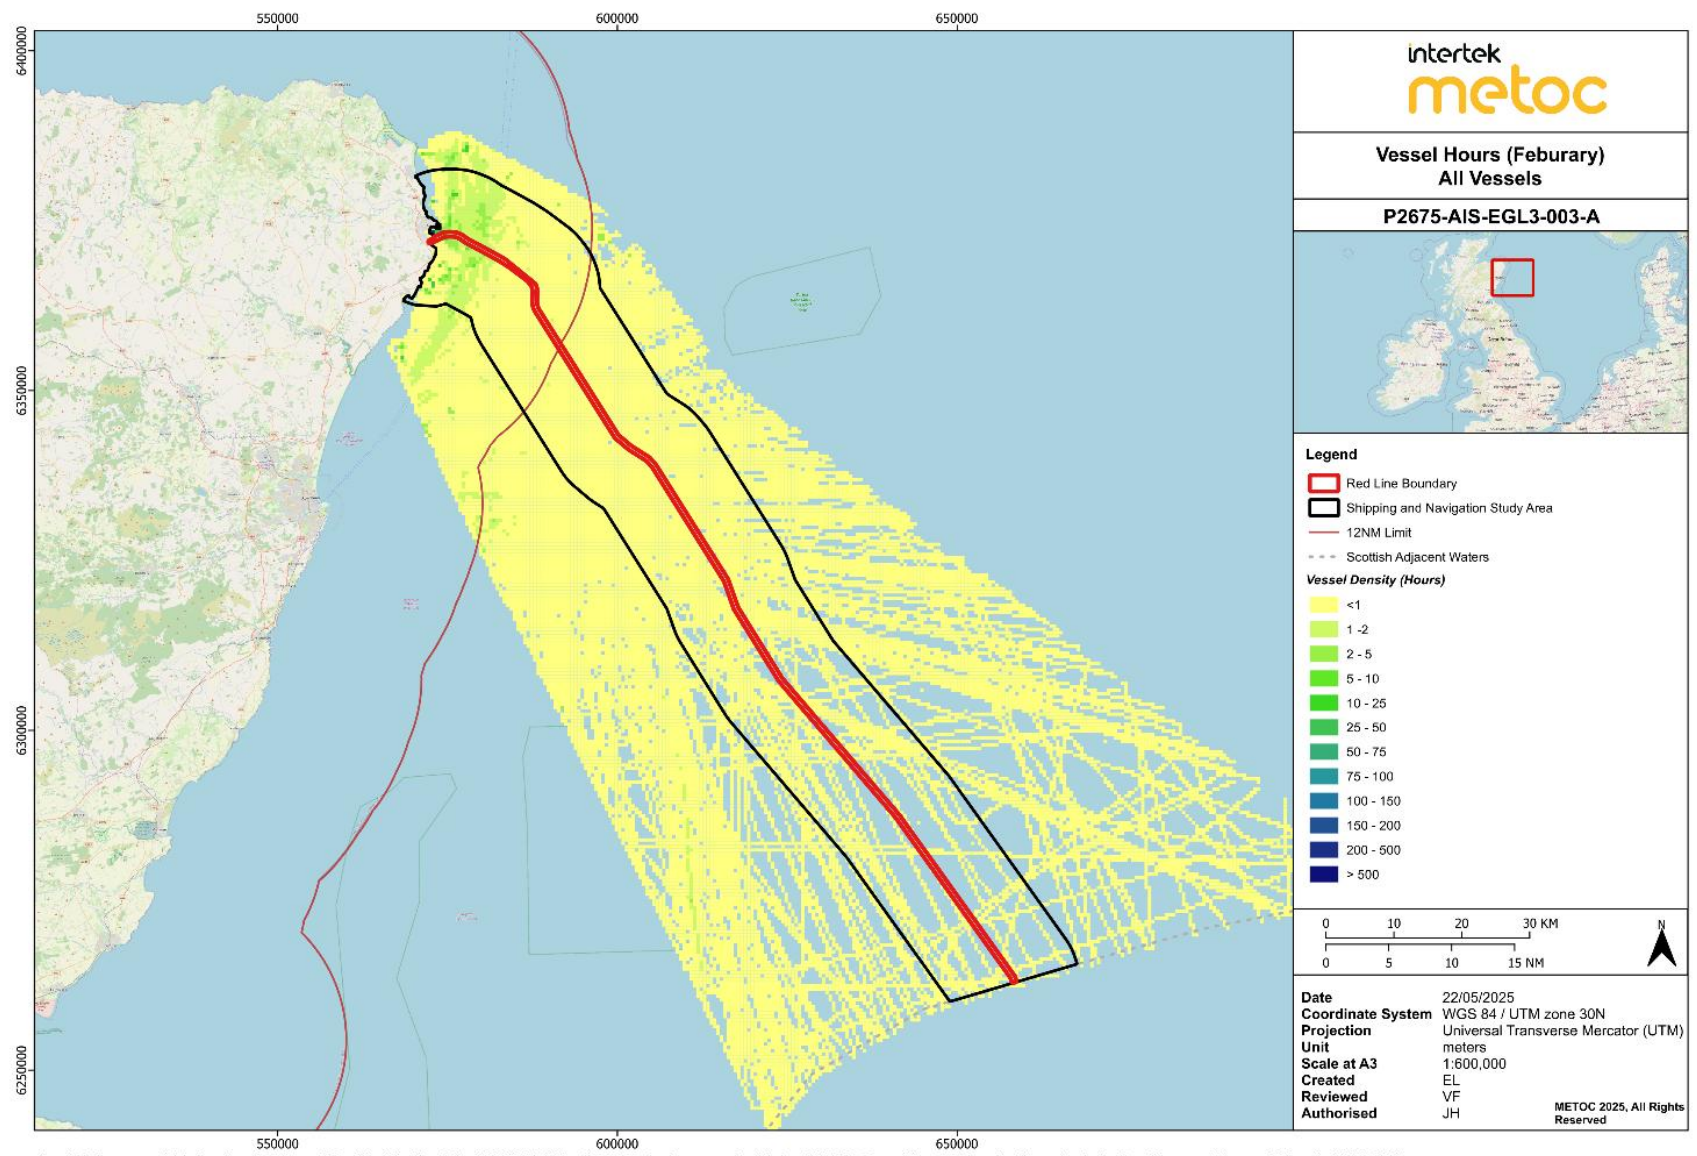 550000
600000
650000
6400000
6350000
6300000
6250000
550000
600000
650000
intertek
metoc
Vessel Hours (Feburary)
All Vessels
P2675-AIS-EGL3-003-A
Legend
Red Line Boundary
Shipping and Navigation Study Area
12NM Limit
Scottish Adjacent Waters
Vessel Density (Hours)
<1
1 -2
2 - 5
5 - 10
10 - 25
25 - 50
50 - 75
75 - 100
100 - 150
150 - 200
200 - 500
> 500
0 10 20 30 KM
0 5 10 15 NM
N
Date 22/05/2025
Coordinate System WGS 84 / UTM zone 30N
Projection Universal Transverse Mercator (UTM)
Unit meters
Scale at A3 1:600,000
Created EL
Reviewed VF
Authorised JH
METOC 2025, All Rights
Reserved